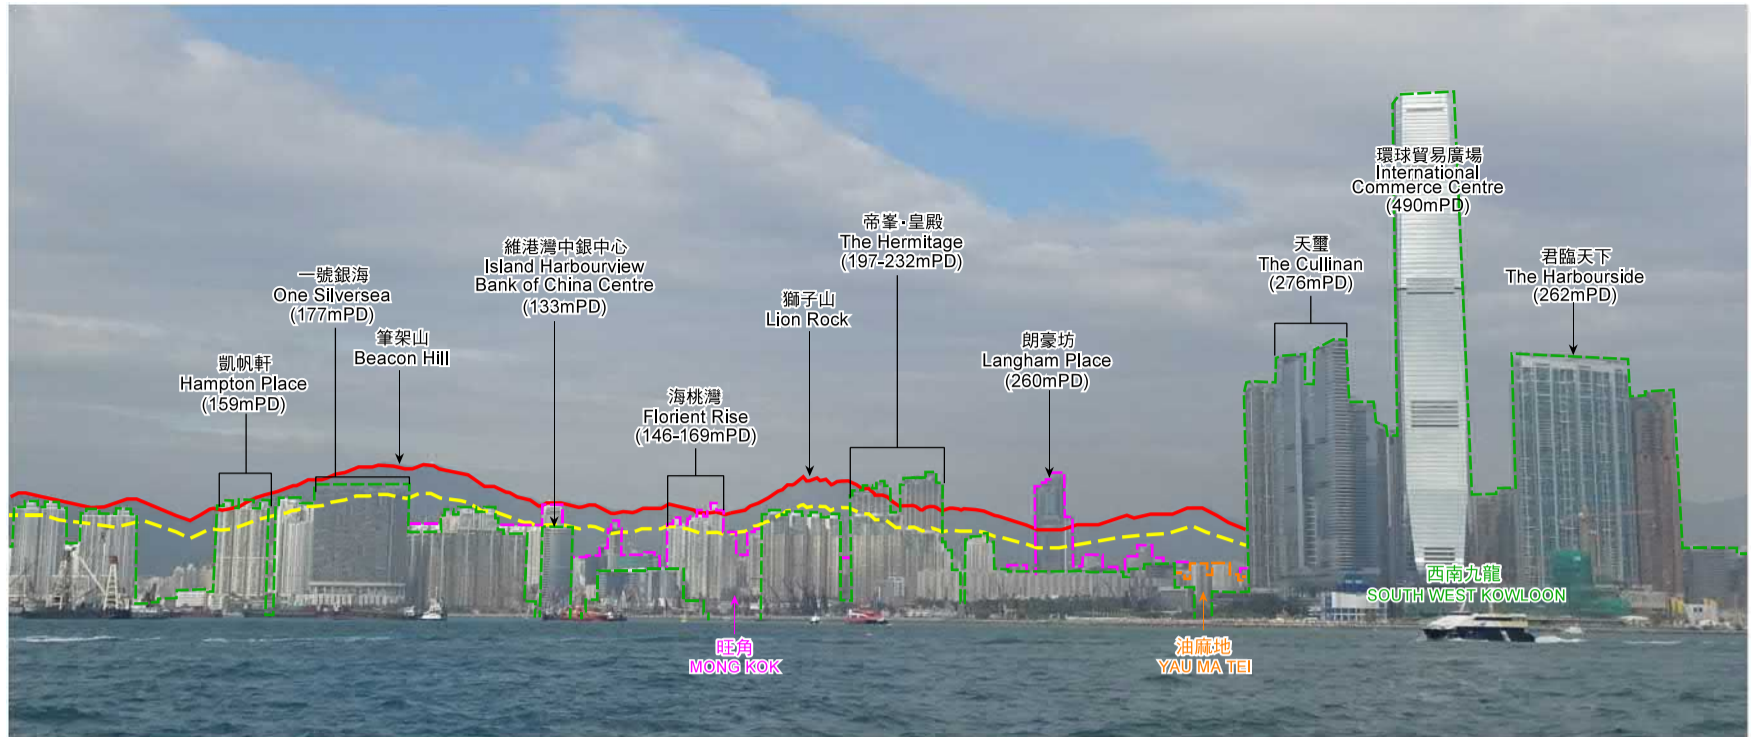 凱帆軒
Hampton Place
(159mPD)
一號銀海
One Silversea
(177mPD)
筆架山
Beacon Hill
維港灣中銀中心
Island Harbourview
Bank of China Centre
(133mPD)
海桃灣
Florient Rise
(146-169mPD)
獅子山
Lion Rock
帝峯·皇殿
The Hermitage
(197-232mPD)
朗豪坊
Langham Place
(260mPD)
天璽
The Cullinan
(276mPD)
環球貿易廣場
International
Commerce Centre
(490mPD)
君臨天下
The Harbourside
(262mPD)
西南九龍
SOUTH WEST KOWLOON
旺角
MONG KOK
油麻地
YAU MA TEI